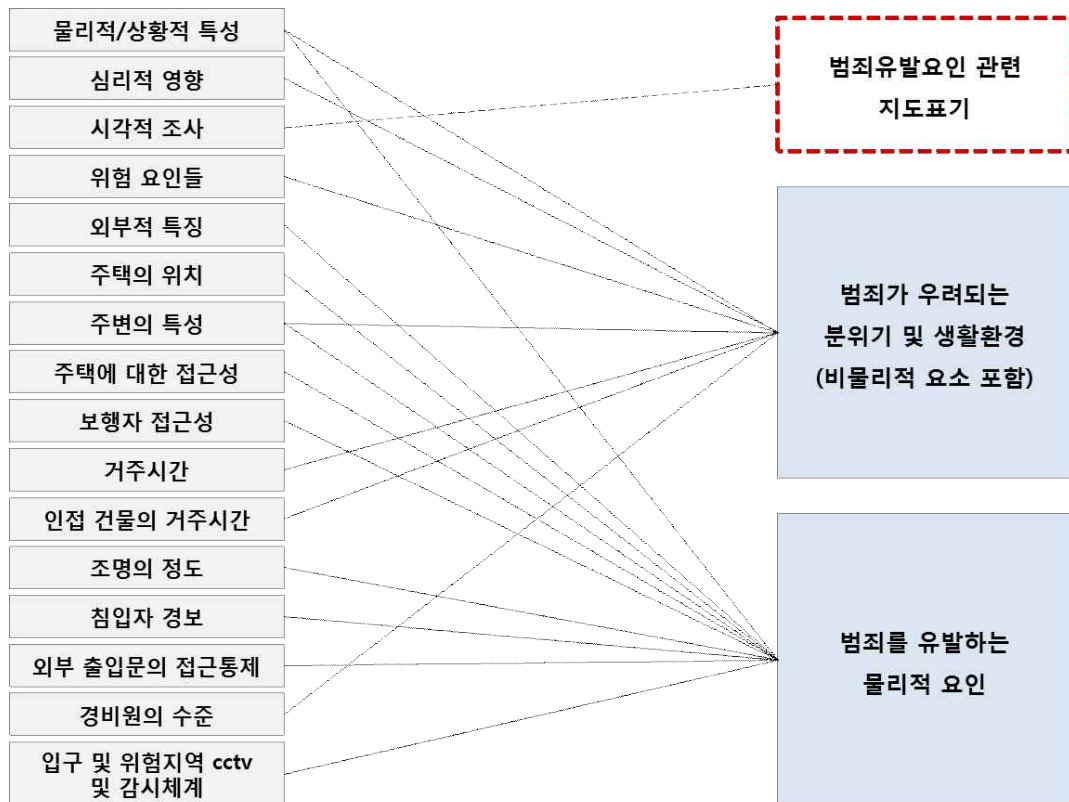 물리적/상황적 특성
심리적 영향
시각적 조사
위험 요인들
외부적 특징
주택의 위치
주변의 특성
주택에 대한 접근성
보행자 접근성
거주시간
인접 건물의 거주시간
조명의 정도
침입자 경보
외부 출입문의 접근통제
경비원의 수준
입구 및 위험지역 cctv
및 감시체계
범죄유발요인 관련
지도표기
범죄가 우려되는
분위기 및 생활환경
(비물리적 요소 포함)
범죄를 유발하는
물리적 요인